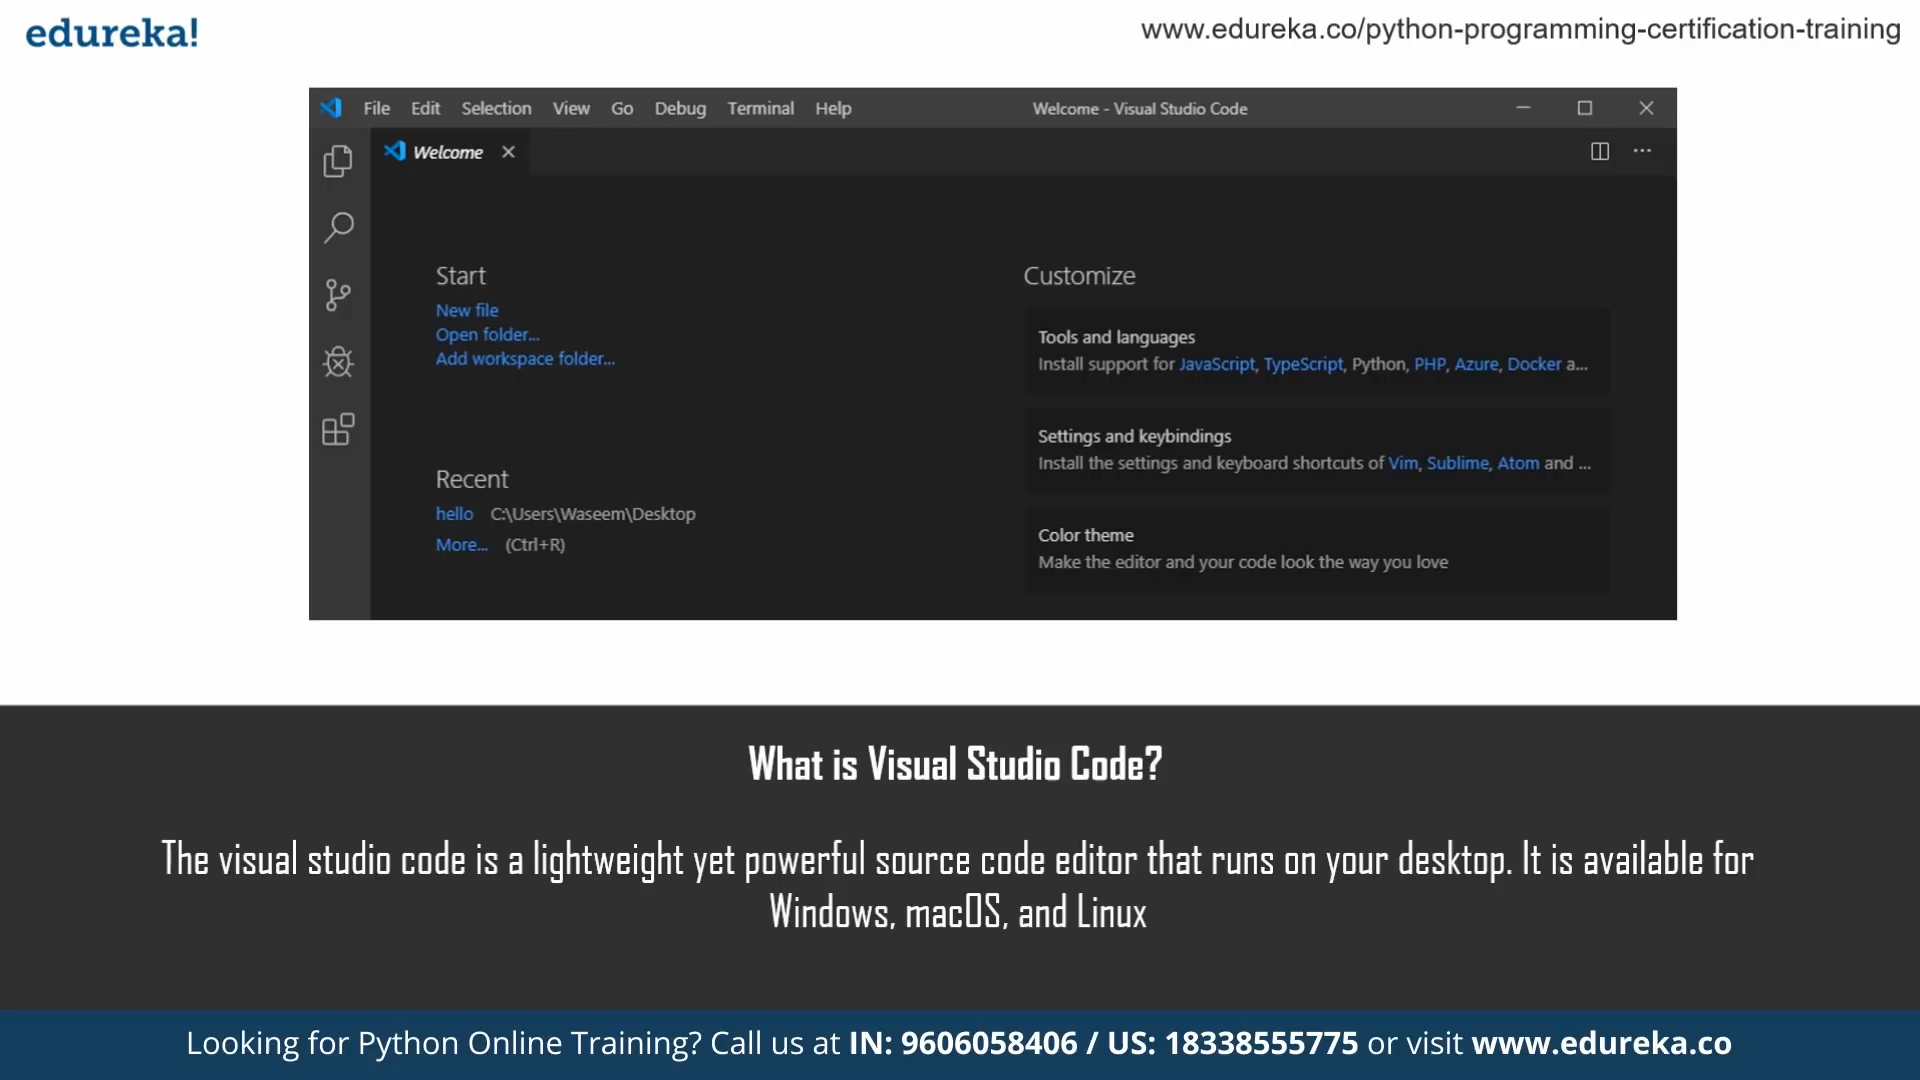 edureka!
www.edureka.co/python-programming-certification-training
File Edit Selection View Go Debug Terminal Help
Welcome - Visual Studio Code
Welcome
Start
New file
Open folder...
Add workspace folder...
Recent
hello C:\Users\Waseem\Desktop
More... (Ctrl+R)
Customize
Tools and languages
Install support for JavaScript, TypeScript, Python, PHP, Azure, Docker a...
Settings and keybindings
Install the settings and keyboard shortcuts of Vim, Sublime, Atom and ...
Color theme
Make the editor and your code look the way you love
What is Visual Studio Code?
The visual studio code is a lightweight yet powerful source code editor that runs on your desktop. It is available for
Windows, macOS, and Linux
Looking for Python Online Training? Call us at IN: 9606058406 / US: 18338555775 or visit www.edureka.co